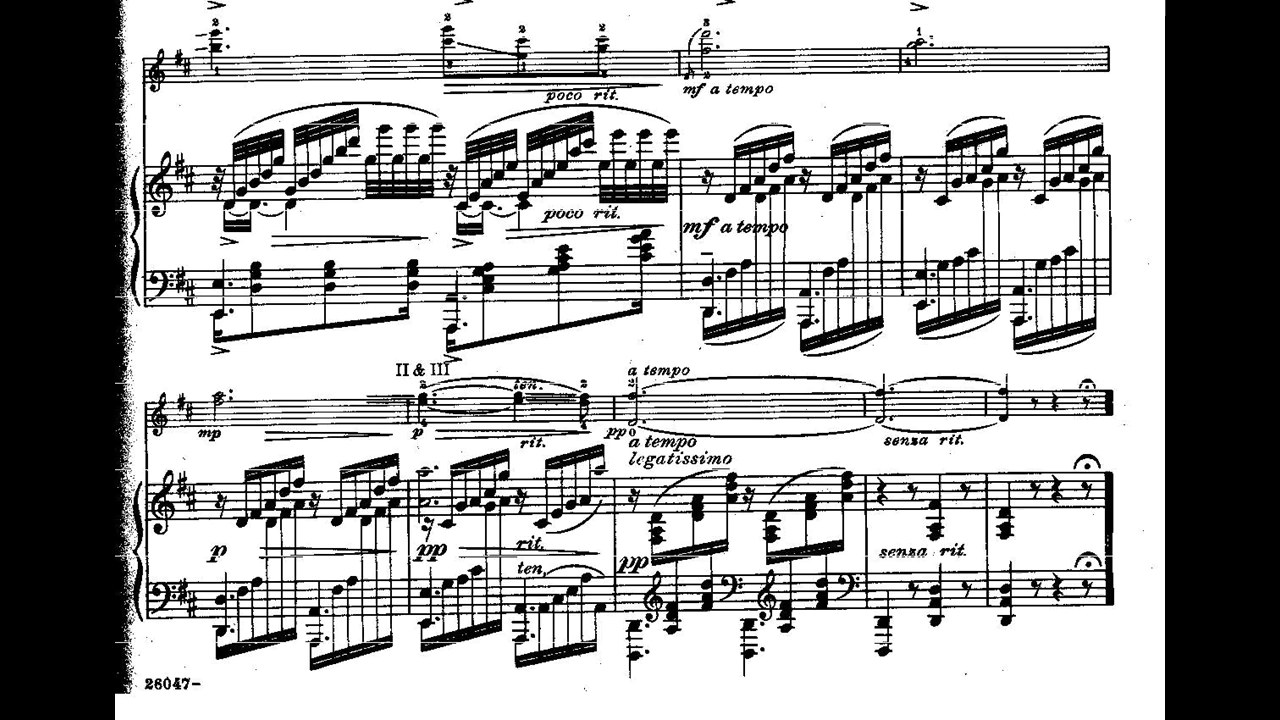 poco rit.
mf a tempo
poco rit.
mf a tempo
II & III
ten.
a tempo
mp
p
rit.
pp
a tempo
senza rit.
legatissimo
p
pp
rit.
ten.
pp
senza rit.
28047-